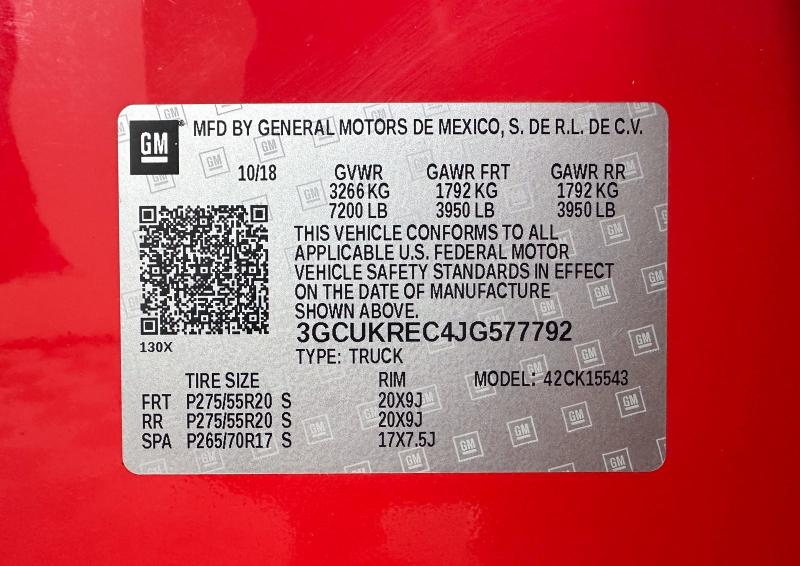 GM MFD BY GENERAL MOTORS DE MEXICO, S. DE R.L. DE C.V.
10/18 GVWR GAWR FRT GAWR RR
3266 KG 1792 KG 1792 KG
7200 LB 3950 LB 3950 LB
THIS VEHICLE CONFORMS TO ALL
APPLICABLE U.S. FEDERAL MOTOR
VEHICLE SAFETY STANDARDS IN EFFECT
ON THE DATE OF MANUFACTURE
SHOWN ABOVE.
3GCUKREC4JG577792
130X
TYPE: TRUCK
TIRE SIZE RIM MODEL: 42CK15543
FRT P275/55R20 S 20X9J
RR P275/55R20 S 20X9J
SPA P265/70R17 S 17X7.5J